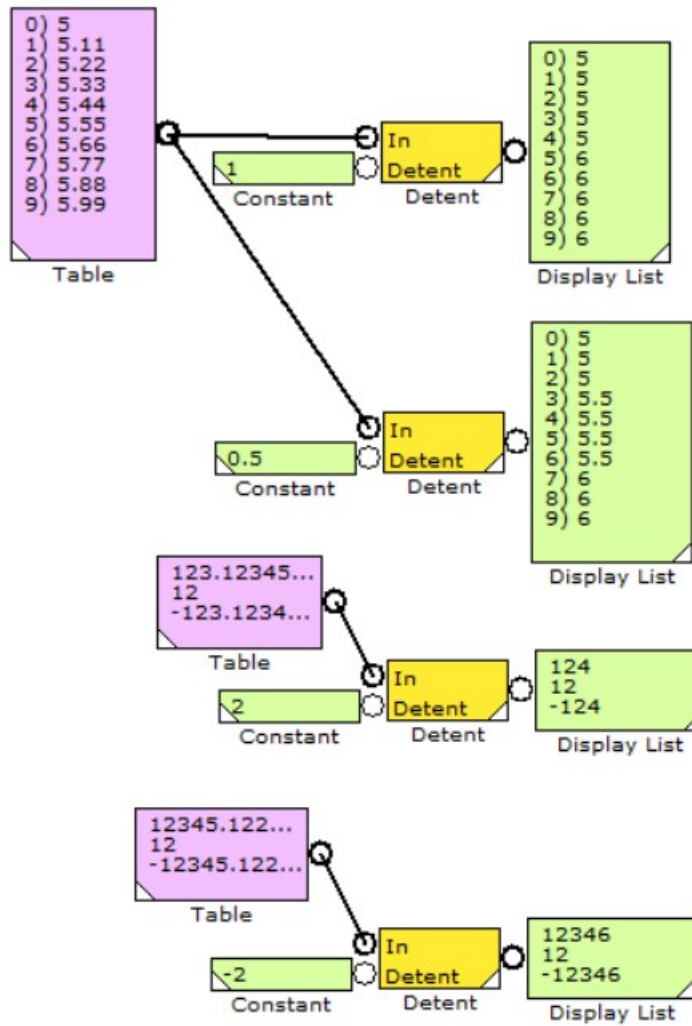 0) 5
1) 5.11
2) 5.22
3) 5.33
4) 5.44
5) 5.55
6) 5.66
7) 5.77
8) 5.88
9) 5.99
Table
1
Constant
In
Detent
Detent
0) 5
1) 5
2) 5
3) 5
4) 5
5) 6
6) 6
7) 6
8) 6
9) 6
Display List
0.5
Constant
In
Detent
Detent
0) 5
1) 5
2) 5
3) 5.5
4) 5.5
5) 5.5
6) 5.5
7) 6
8) 6
9) 6
Display List
123.12345...
12
-123.1234...
Table
2
Constant
In
Detent
Detent
124
12
-124
Display List
12345.122...
12
-12345.122...
Table
-2
Constant
In
Detent
Detent
12346
12
-12346
Display List